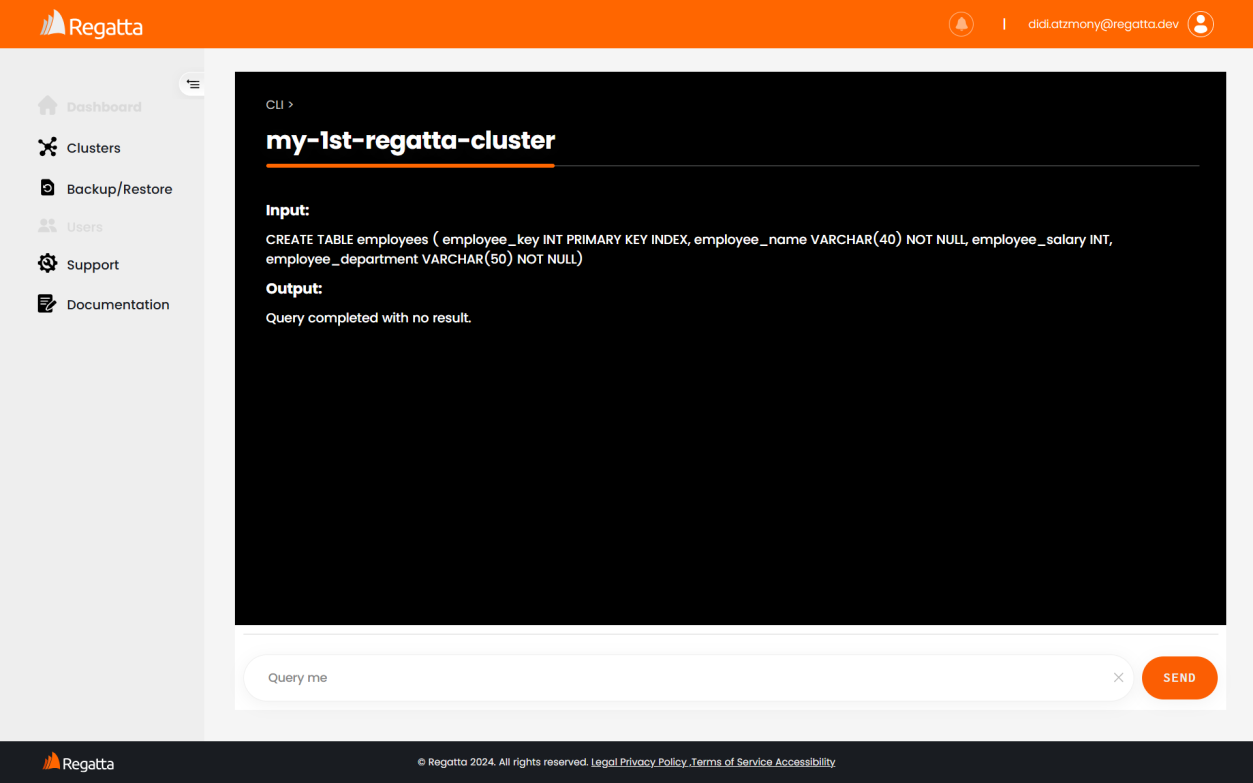 Regatta
didi.atzmony@regatta.dev
Dashboard
Clusters
Backup/Restore
Users
Support
Documentation
CLI >
my-1st-regatta-cluster
Input:
CREATE TABLE employees ( employee_key INT PRIMARY KEY INDEX, employee_name VARCHAR(40) NOT NULL, employee_salary INT,
employee_department VARCHAR(50) NOT NULL)
Output:
Query completed with no result.
Query me
SEND
Regatta
© Regatta 2024. All rights reserved. Legal Privacy Policy ,Terms of Service Accessibility